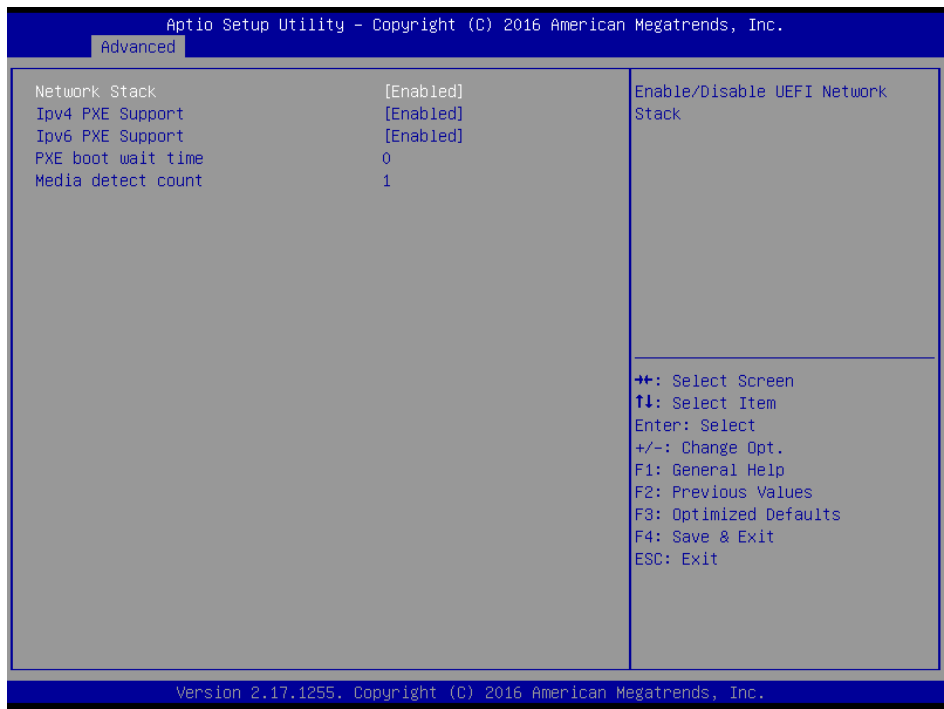 Aptio Setup Utility – Copyright (C) 2016 American Megatrends, Inc.
Advanced
Network Stack [Enabled]
Ipv4 PXE Support [Enabled]
Ipv6 PXE Support [Enabled]
PXE boot wait time 0
Media detect count 1
Enable/Disable UEFI Network
Stack
→←: Select Screen
↑↓: Select Item
Enter: Select
+/-: Change Opt.
F1: General Help
F2: Previous Values
F3: Optimized Defaults
F4: Save & Exit
ESC: Exit
Version 2.17.1255. Copyright (C) 2016 American Megatrends, Inc.